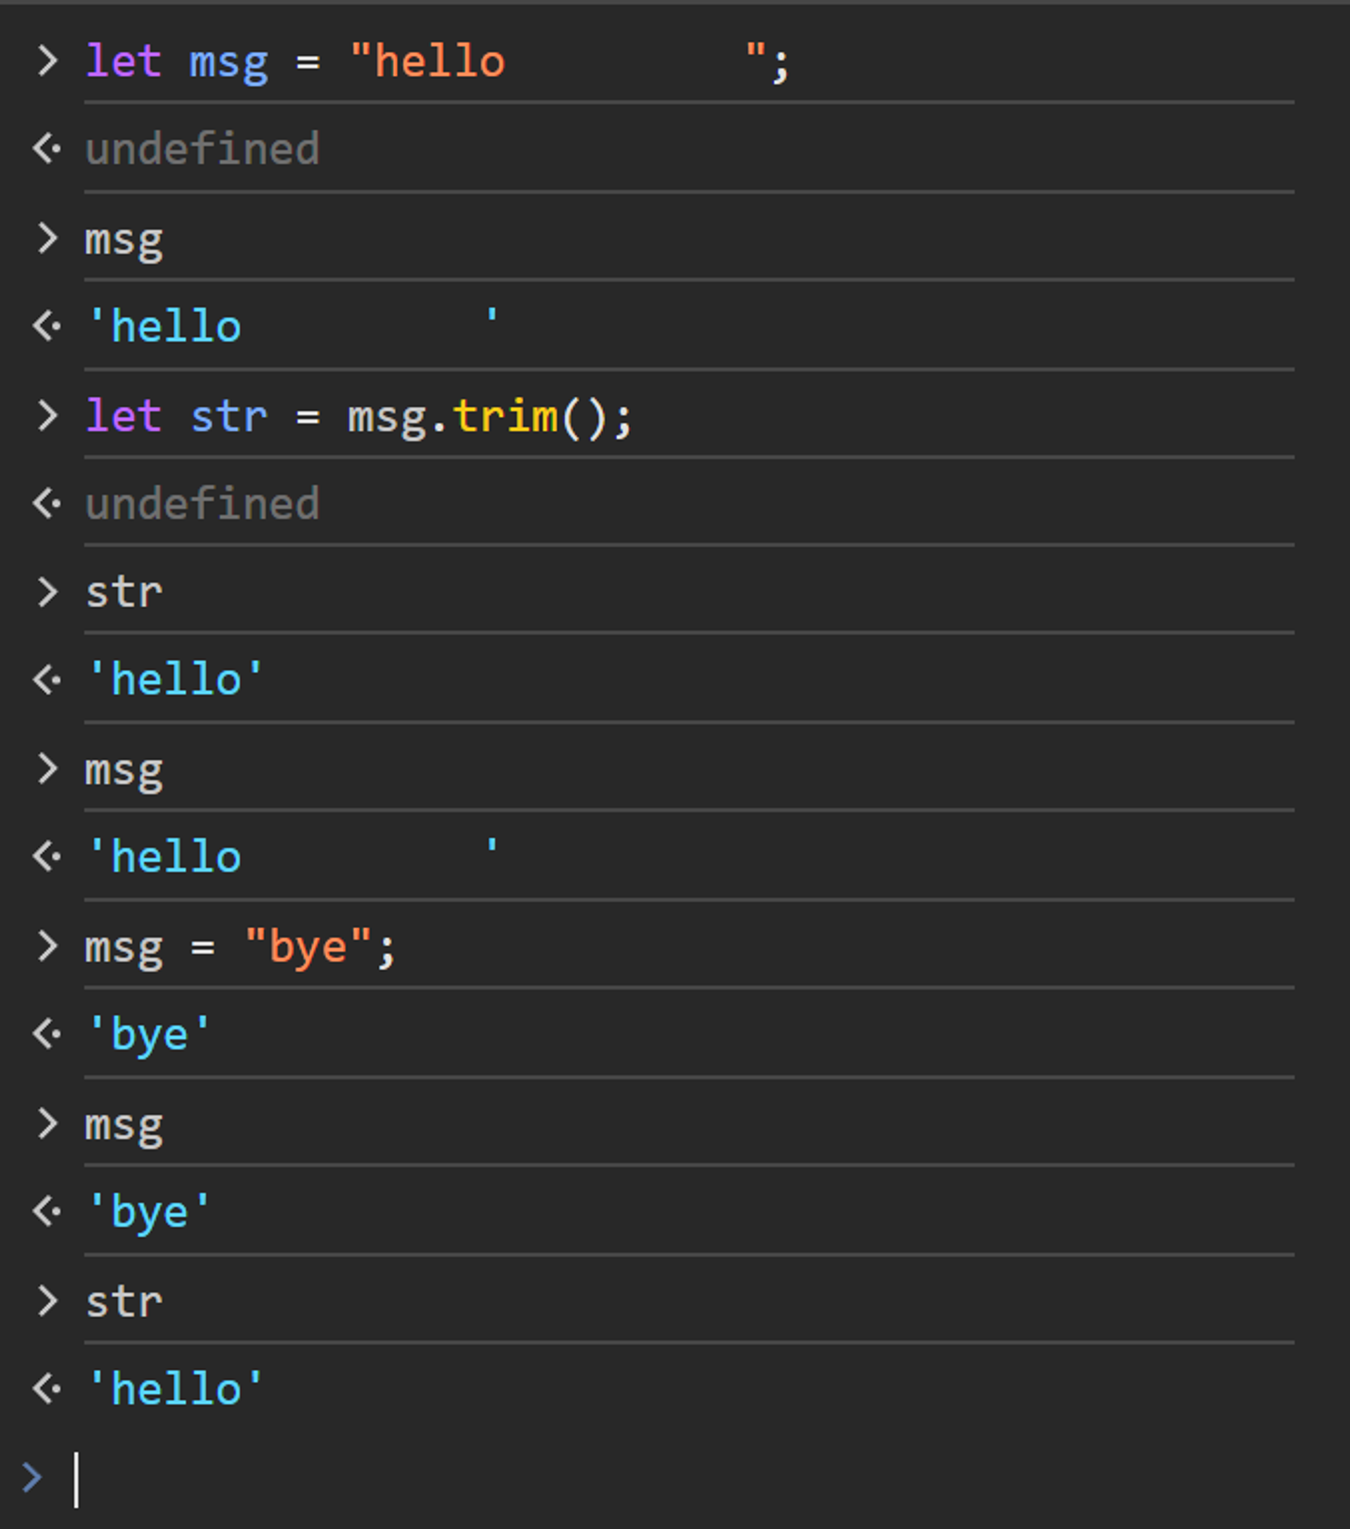 > let msg = "hello         ";
<· undefined
> msg
<· 'hello         '
> let str = msg.trim();
<· undefined
> str
<· 'hello'
> msg
<· 'hello         '
> msg = "bye";
<· 'bye'
> msg
<· 'bye'
> str
<· 'hello'
>